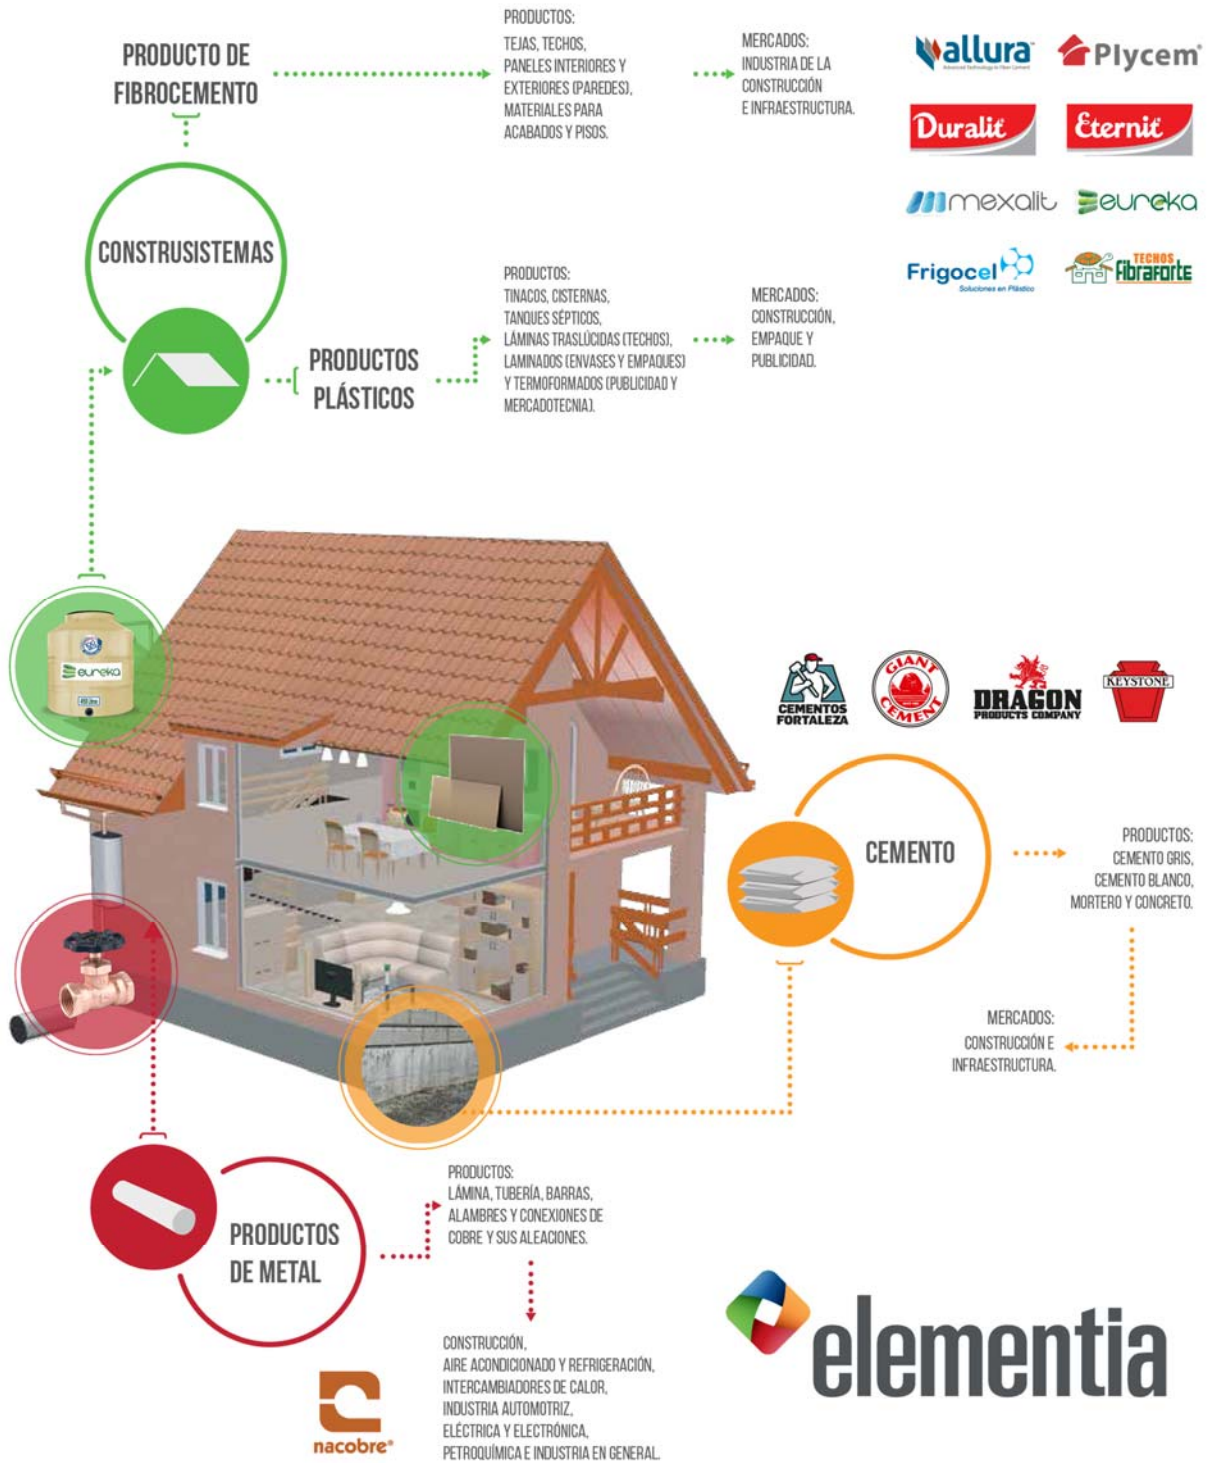 PRODUCTO DE
FIBROCEMENTO
PRODUCTOS:
TEJAS, TECHOS,
PANELES INTERIORES Y
EXTERIORES (PAREDES),
MATERIALES PARA
ACABADOS Y PISOS.
MERCADOS:
INDUSTRIA DE LA
CONSTRUCCIÓN
E INFRAESTRUCTURA.
allura
Plycem®
Duralit
Eternit
mexalit
eureka
Frigocel
Soluciones en Plástico
TECHOS
Fibraforte
CONSTRUSISTEMAS
PRODUCTOS
PLÁSTICOS
PRODUCTOS:
TINACOS, CISTERNAS,
TANQUES SÉPTICOS,
LÁMINAS TRASLÚCIDAS (TECHOS),
LAMINADOS (ENVASES Y EMPAQUES)
Y TERMOFORMADOS (PUBLICIDAD Y
MERCADOTECNIA).
MERCADOS:
CONSTRUCCIÓN,
EMPAQUE Y
PUBLICIDAD.
eureka
CEMENTOS
FORTALEZA
GIANT
CEMENT
DRAGON
PRODUCTS COMPANY
KEYSTONE
CEMENTO
PRODUCTOS:
CEMENTO GRIS,
CEMENTO BLANCO,
MORTERO Y CONCRETO.
MERCADOS:
CONSTRUCCIÓN E
INFRAESTRUCTURA.
PRODUCTOS
DE METAL
PRODUCTOS:
LÁMINA, TUBERÍA, BARRAS,
ALAMBRES Y CONEXIONES DE
COBRE Y SUS ALEACIONES.
CONSTRUCCIÓN,
AIRE ACONDICIONADO Y REFRIGERACIÓN,
INTERCAMBIADORES DE CALOR,
INDUSTRIA AUTOMOTRIZ,
ELÉCTRICA Y ELECTRÓNICA,
PETROQUÍMICA E INDUSTRIA EN GENERAL.
nacobre®
elementia